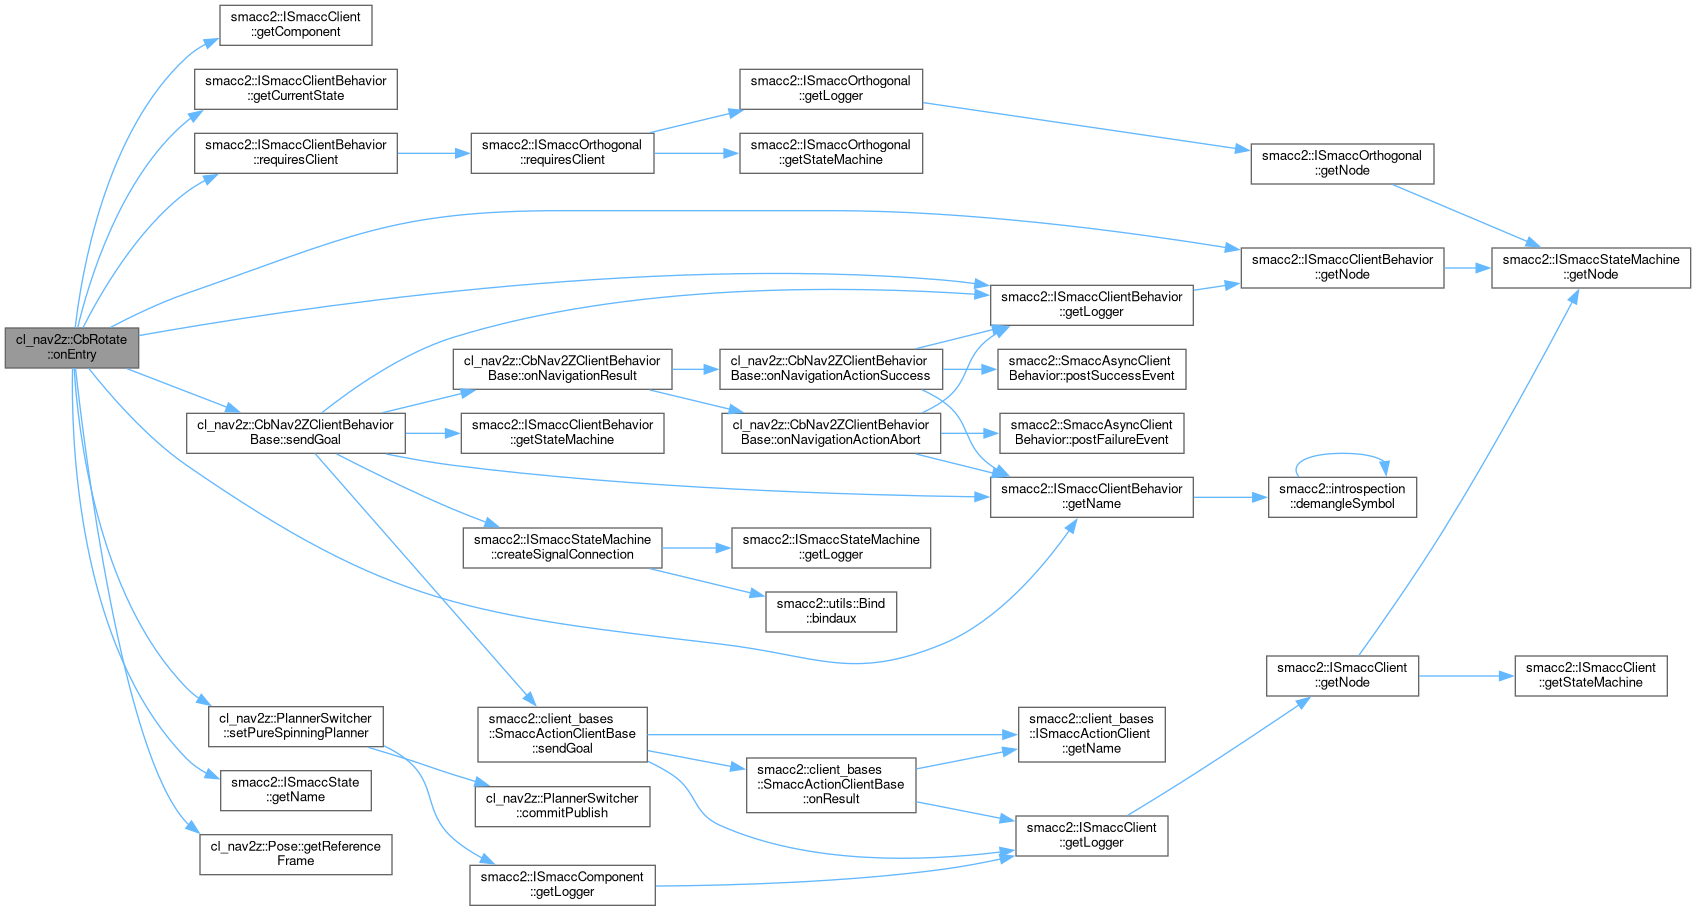 smacc2::ISmaccClient
::getComponent
smacc2::ISmaccClientBehavior
::getCurrentState
smacc2::ISmaccOrthogonal
::getLogger
smacc2::ISmaccClientBehavior
::requiresClient
smacc2::ISmaccOrthogonal
::requiresClient
smacc2::ISmaccOrthogonal
::getStateMachine
smacc2::ISmaccOrthogonal
::getNode
smacc2::ISmaccClientBehavior
::getNode
smacc2::ISmaccStateMachine
::getNode
smacc2::ISmaccClientBehavior
::getLogger
cl_nav2z::CbRotate
::onEntry
cl_nav2z::CbNav2ZClientBehavior
Base::onNavigationResult
cl_nav2z::CbNav2ZClientBehavior
Base::onNavigationActionSuccess
smacc2::SmaccAsyncClient
Behavior::postSuccessEvent
cl_nav2z::CbNav2ZClientBehavior
Base::sendGoal
smacc2::ISmaccClientBehavior
::getStateMachine
cl_nav2z::CbNav2ZClientBehavior
Base::onNavigationActionAbort
smacc2::SmaccAsyncClient
Behavior::postFailureEvent
smacc2::ISmaccClientBehavior
::getName
smacc2::introspection
::demangleSymbol
smacc2::ISmaccStateMachine
::createSignalConnection
smacc2::ISmaccStateMachine
::getLogger
smacc2::utils::Bind
::bindaux
smacc2::ISmaccClient
::getNode
smacc2::ISmaccClient
::getStateMachine
cl_nav2z::PlannerSwitcher
::setPureSpinningPlanner
smacc2::client_bases
::SmaccActionClientBase
::sendGoal
smacc2::client_bases
::ISmaccActionClient
::getName
smacc2::client_bases
::SmaccActionClientBase
::onResult
smacc2::ISmaccState
::getName
cl_nav2z::PlannerSwitcher
::commitPublish
smacc2::ISmaccClient
::getLogger
cl_nav2z::Pose::getReference
Frame
smacc2::ISmaccComponent
::getLogger